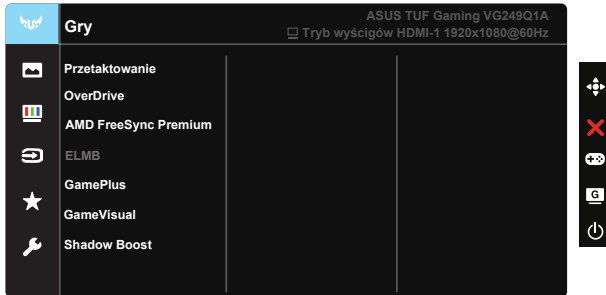 Gry
ASUS TUF Gaming VG249Q1A
Tryb wyścigów HDMI-1 1920x1080@60Hz
Przetaktowanie
OverDrive
AMD FreeSync Premium
ELMB
GamePlus
GameVisual
Shadow Boost
G